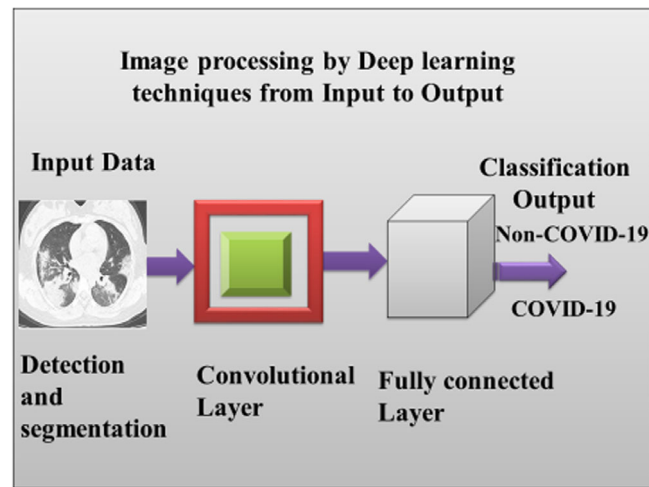 Image processing by Deep learning
techniques from Input to Output
Input Data
Classification
Output
Non-COVID-19
COVID-19
Detection
and
segmentation
Convolutional
Layer
Fully connected
Layer